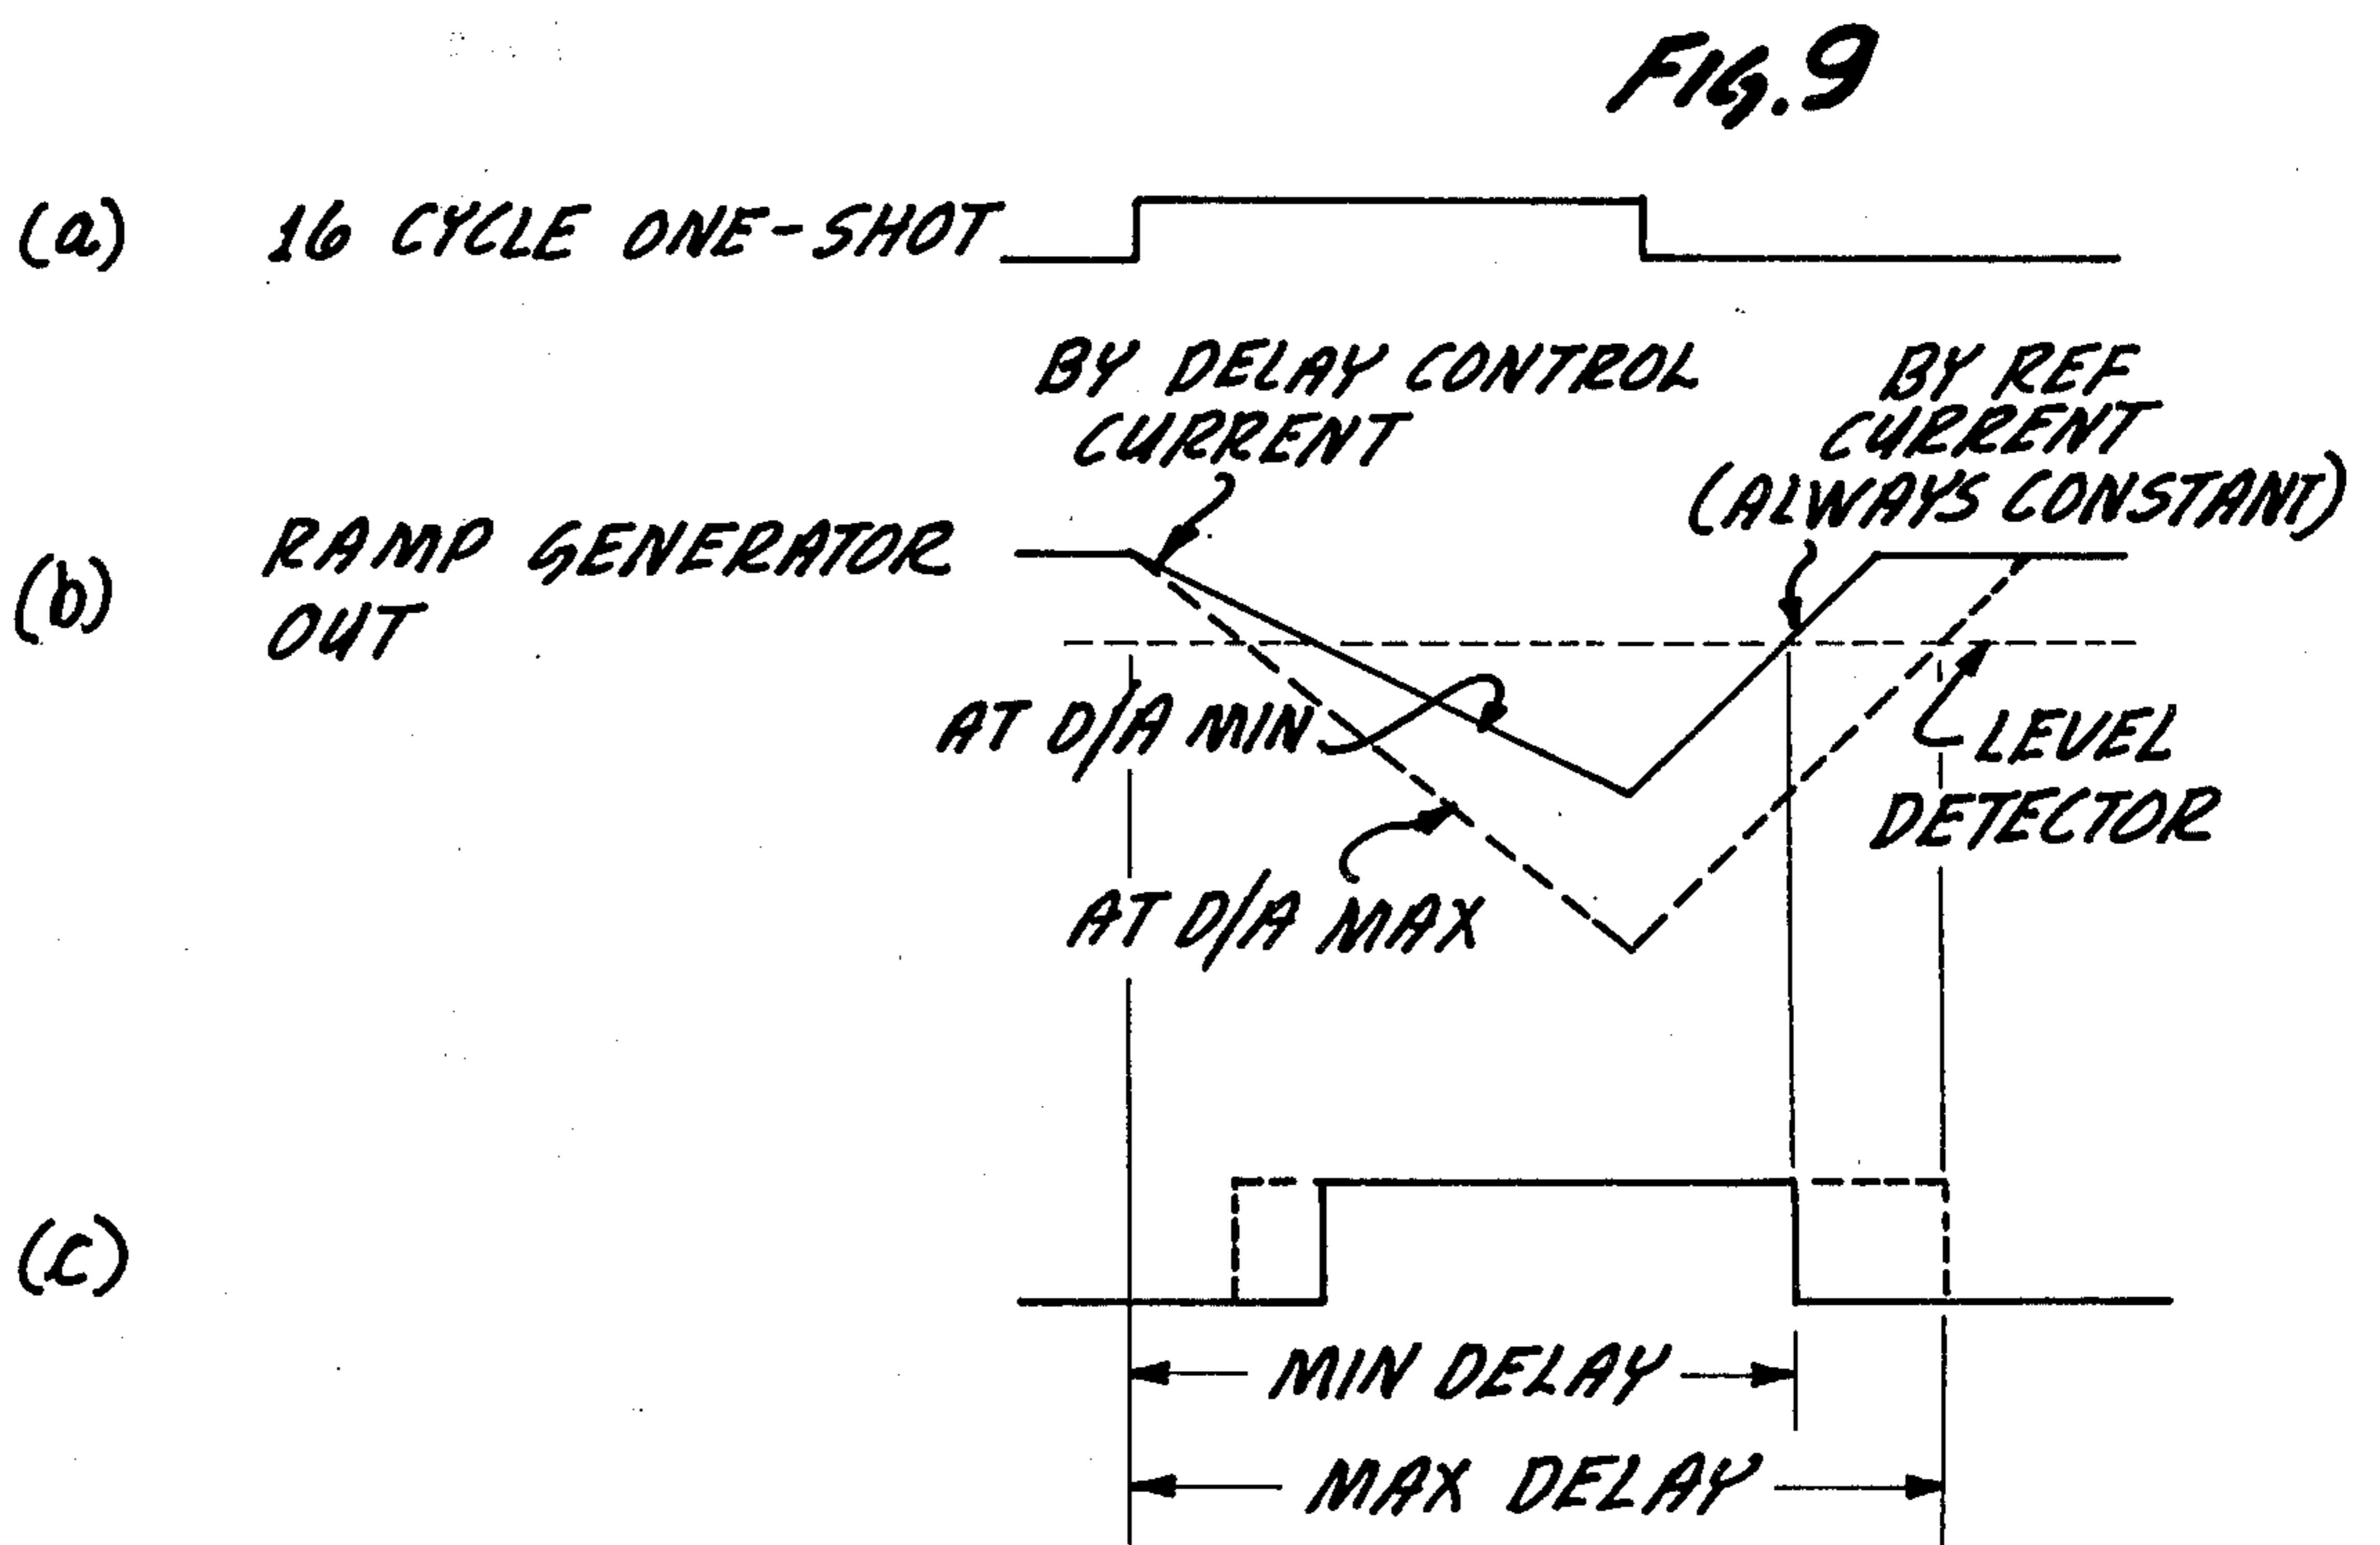 FIG. 9
(a) 16 CYCLE ONE-SHOT
BY DELAY CONTROL
CURRENT
BY REF
CURRENT
(ALWAYS CONSTANT)
(b) RAMP GENERATOR
OUT
AT D/A MIN
LEVEL
DETECTOR
AT D/A MAX
(c)
MIN DELAY
MAX DELAY